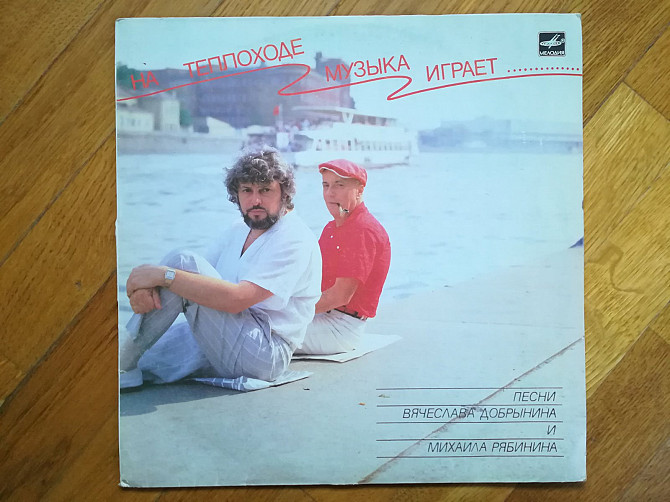 МЕЛОДИЯ
НА ТЕПЛОХОДЕ МУЗЫКА ИГРАЕТ ............
ПЕСНИ
ВЯЧЕСЛАВА ДОБРЫНИНА
И
МИХАИЛА РЯБИНИНА